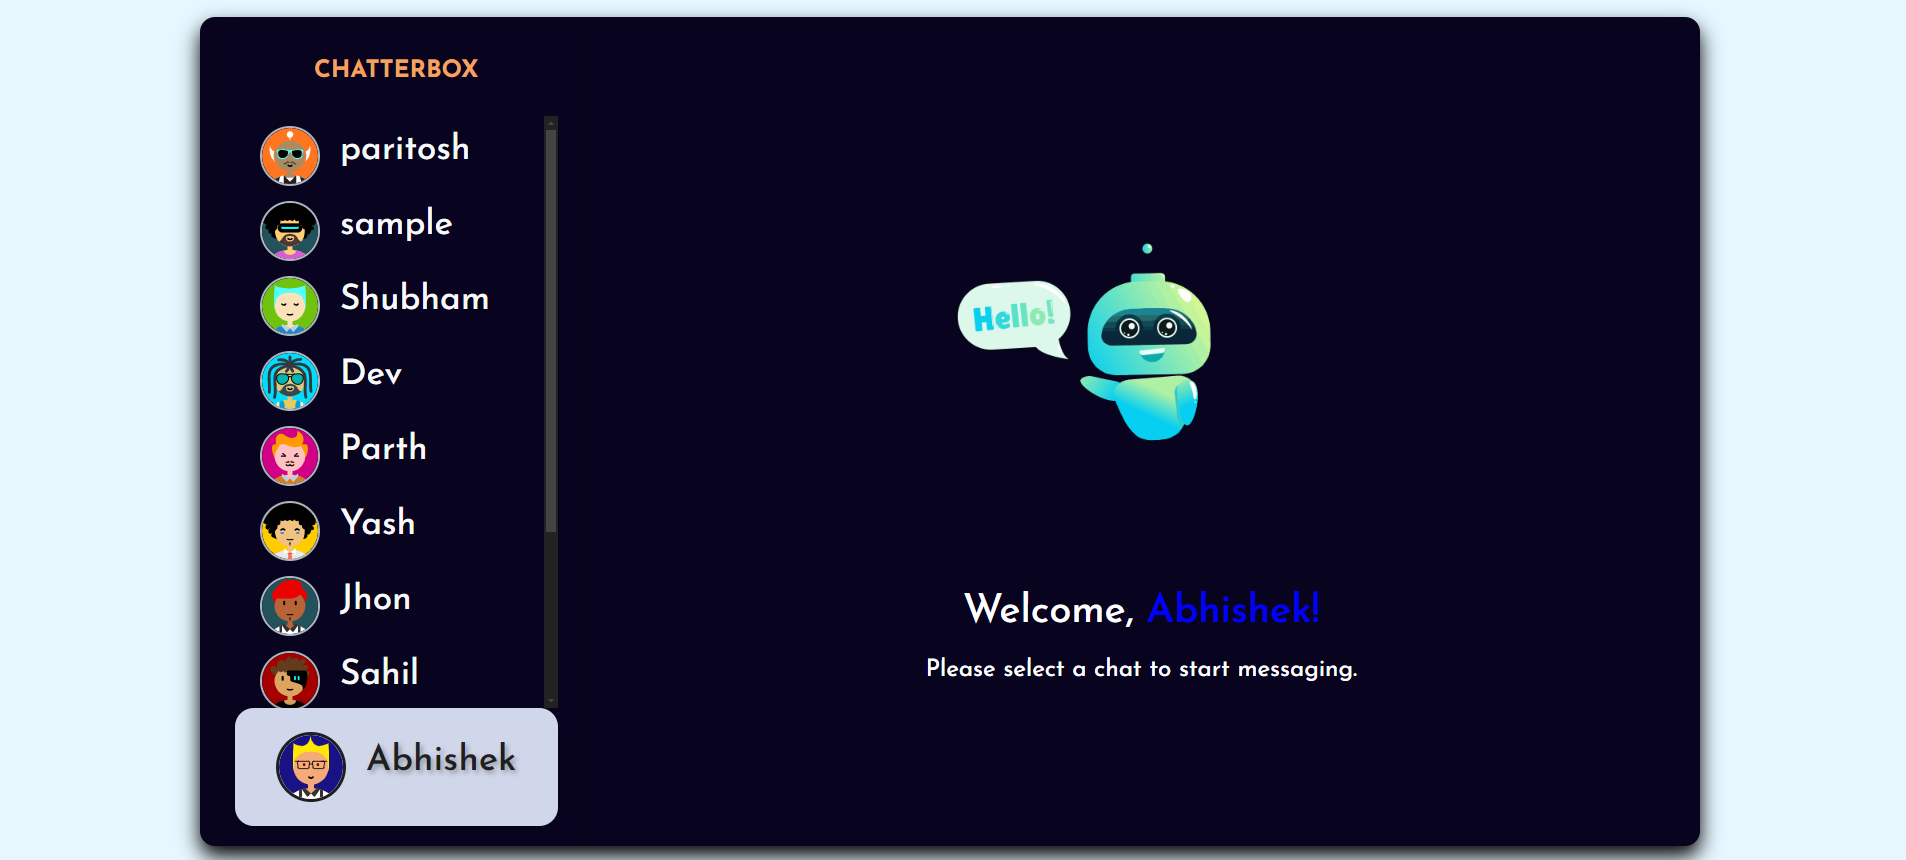 CHATTERBOX
paritosh
sample
Shubham
Dev
Parth
Yash
Jhon
Sahil
Abhishek
Hello!
Welcome, Abhishek!
Please select a chat to start messaging.